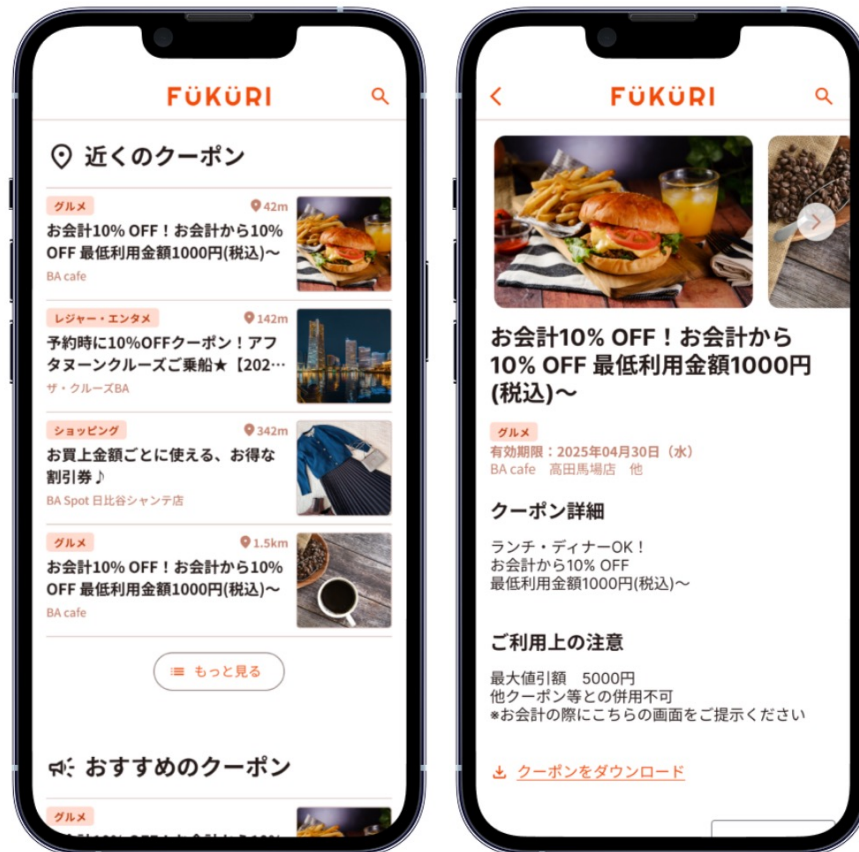 FÜKÜRI
近くのクーポン
グルメ
42m
お会計10% OFF！お会計から10%
OFF 最低利用金額1000円(税込)〜
BA cafe
レジャー・エンタメ
142m
予約時に10%OFFクーポン！アフ
タヌーンクルーズご乗船★【202…
ザ・クルーズBA
ショッピング
342m
お買上金額ごとに使える、お得な
割引券♪
BA Spot 日比谷シャンテ店
グルメ
1.5km
お会計10% OFF！お会計から10%
OFF 最低利用金額1000円(税込)〜
BA cafe
もっと見る
おすすめのクーポン
グルメ
FÜKÜRI
お会計10% OFF！お会計から
10% OFF 最低利用金額1000円
(税込)〜
グルメ
有効期限：2025年04月30日（水）
BA cafe　高田馬場店　他
クーポン詳細
ランチ・ディナーOK！
お会計から10% OFF
最低利用金額1000円(税込)〜
ご利用上の注意
最大値引額　5000円
他クーポン等との併用不可
※お会計の際にこちらの画面をご提示ください
クーポンをダウンロード